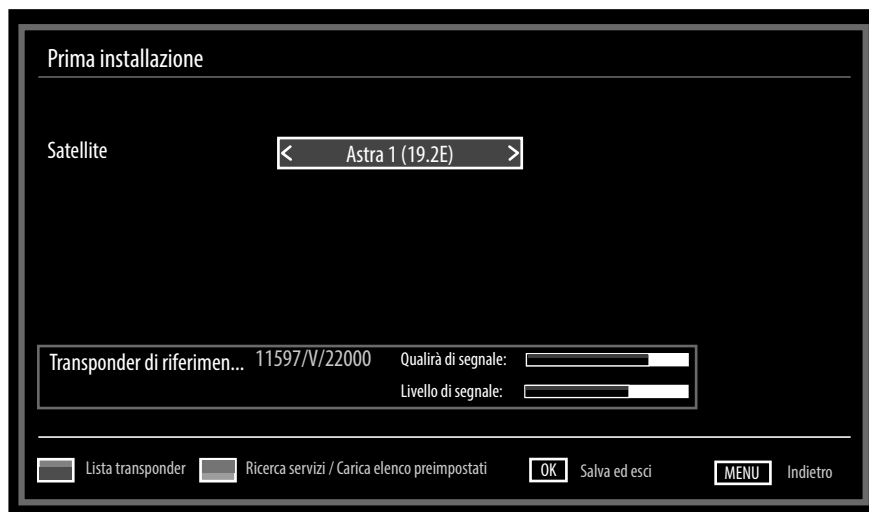 Prima installazione
Satellite < Astra 1 (19.2E) >
Transponder di riferimen... 11597/V/22000 Qualirà di segnale:
Livello di segnale:
Lista transponder Ricerca servizi / Carica elenco preimpostati OK Salva ed esci MENU Indietro